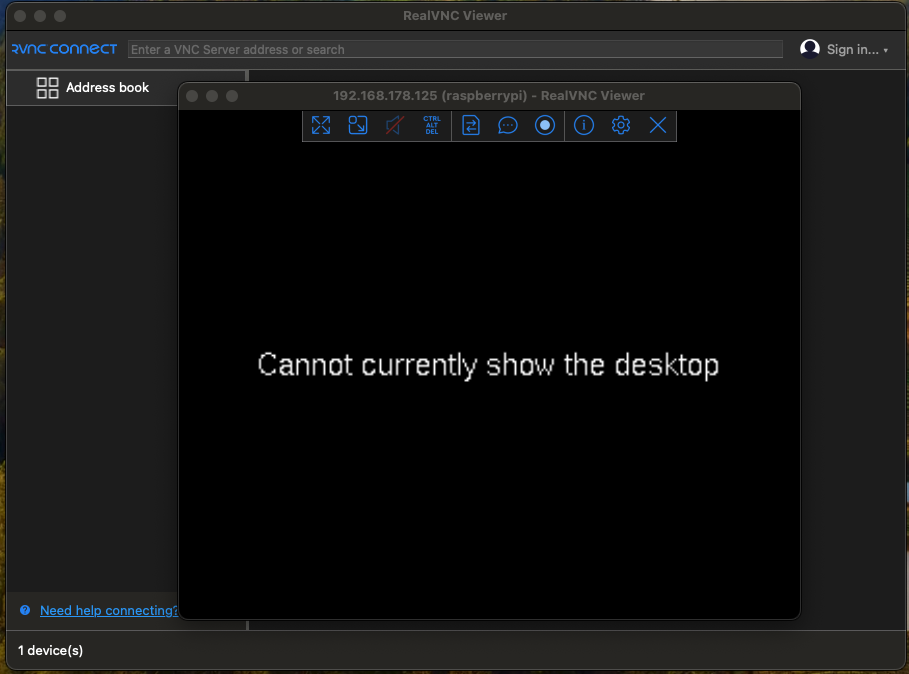 RealVNC Viewer
RVNC CONNECT
Enter a VNC Server address or search
Sign in...
Address book
192.168.178.125 (raspberrypi) - RealVNC Viewer
CTRL
ALT
DEL
Cannot currently show the desktop
Need help connecting?
1 device(s)